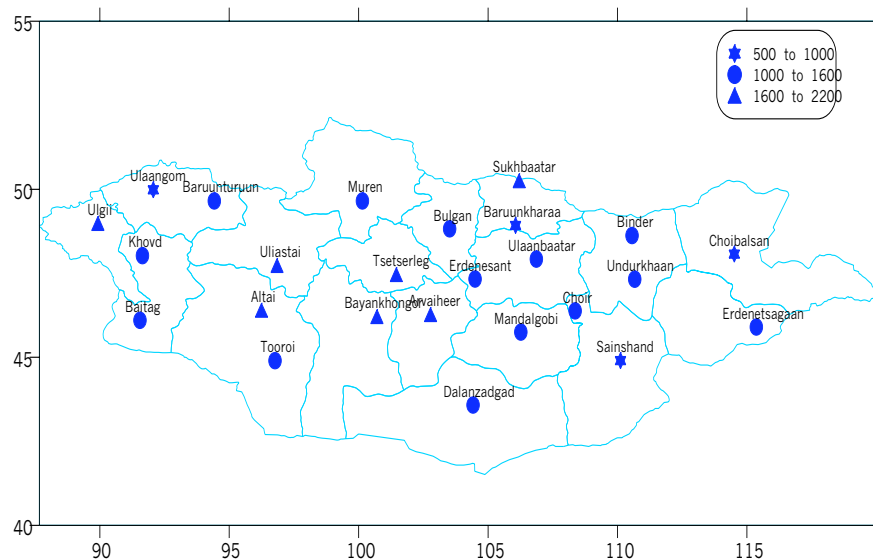 55
500 to 1000
1000 to 1600
1600 to 2200
Sukhbaatar
Ulaangom
Baruunturuun
Muren
50
Ulgii
Bulgan
Baruunkharaa
Binder
Khovd
Choibalsan
Uliastai
Tsetserleg
Ulaanbaatar
Erdenesant
Undurkhaan
Baitag
Altai
Bayankhongor
Arvaiheer
Choir
Mandalgobi
Erdenetsagaan
Tooroi
Sainshand
45
Dalanzadgad
40
90 95 100 105 110 115